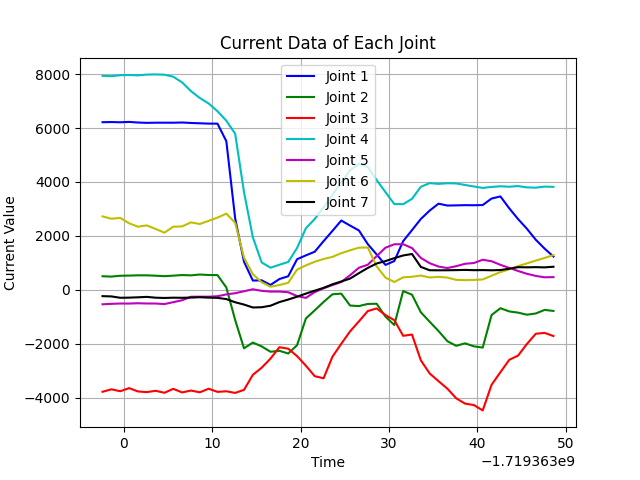 Current Data of Each Joint
Current Value
8000
6000
4000
2000
0
−2000
−4000
Joint 1
Joint 2
Joint 3
Joint 4
Joint 5
Joint 6
Joint 7
0 10 20 30 40 50
Time
−1.719363e9